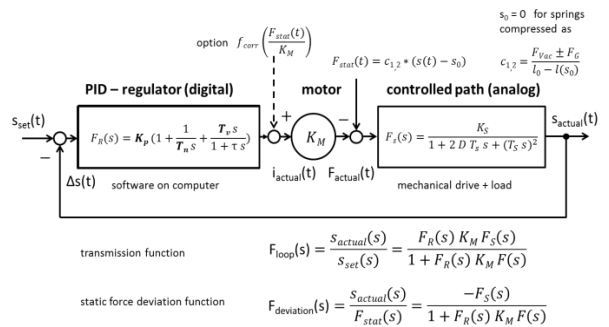 s₀ = 0 for springs
compressed as
option f_corr(F_stat(t)/K_M)
F_stat(t) = c₁,₂ * (s(t) − s₀)
c₁,₂ = (F_Vac ± F_G)/(l₀ − l(s₀))
PID – regulator (digital) motor controlled path (analog)
s_set(t)
F_R(s) = K_p(1 + 1/(T_n s) + T_v s/(1 + τ s))
+
K_M
−
F_s(s) = K_S/(1 + 2 D T_s s + (T_S s)²)
s_actual(t)
−
Δs(t)
software on computer
i_actual(t) F_actual(t)
mechanical drive + load
transmission function
F_loop(s) = s_actual(s)/s_set(s) = F_R(s) K_M F_S(s)/(1 + F_R(s) K_M F(s))
static force deviation function
F_deviation(s) = s_actual(s)/F_stat(s) = −F_S(s)/(1 + F_R(s) K_M F(s))